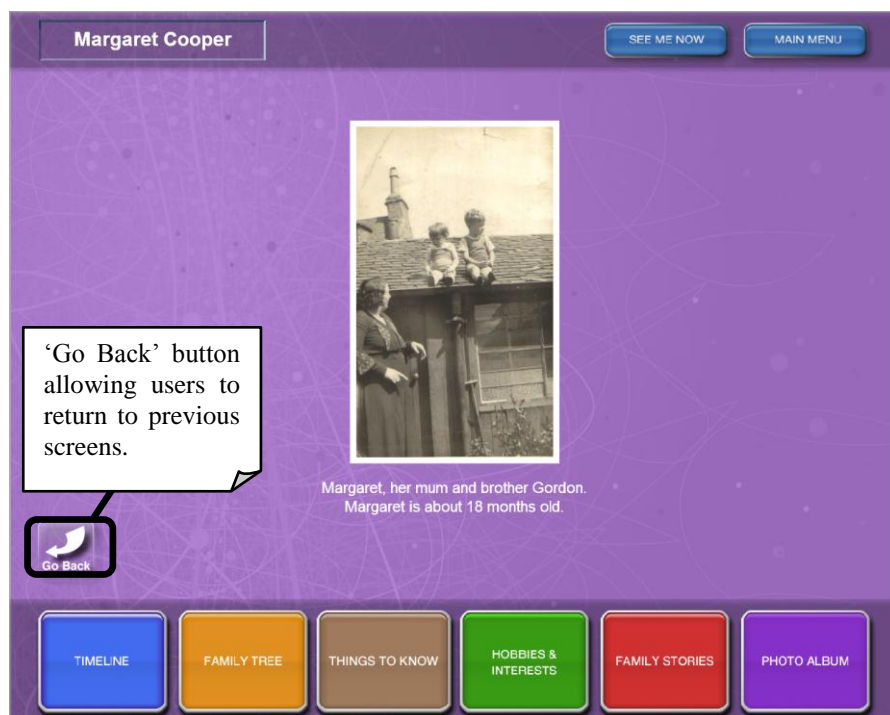 Margaret Cooper
SEE ME NOW
MAIN MENU
‘Go Back’ button
allowing users to
return to previous
screens.
Margaret, her mum and brother Gordon.
Margaret is about 18 months old.
Go Back
TIMELINE
FAMILY TREE
THINGS TO KNOW
HOBBIES &
INTERESTS
FAMILY STORIES
PHOTO ALBUM